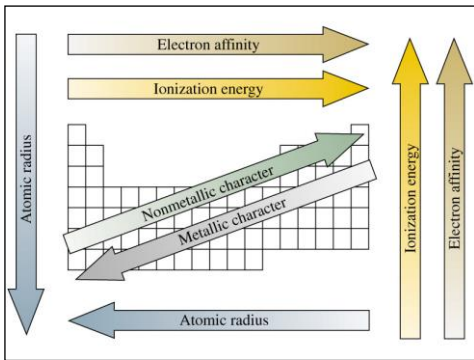 Electron affinity
Ionization energy
Atomic radius
Nonmetallic character
Metallic character
Ionization energy
Electron affinity
Atomic radius